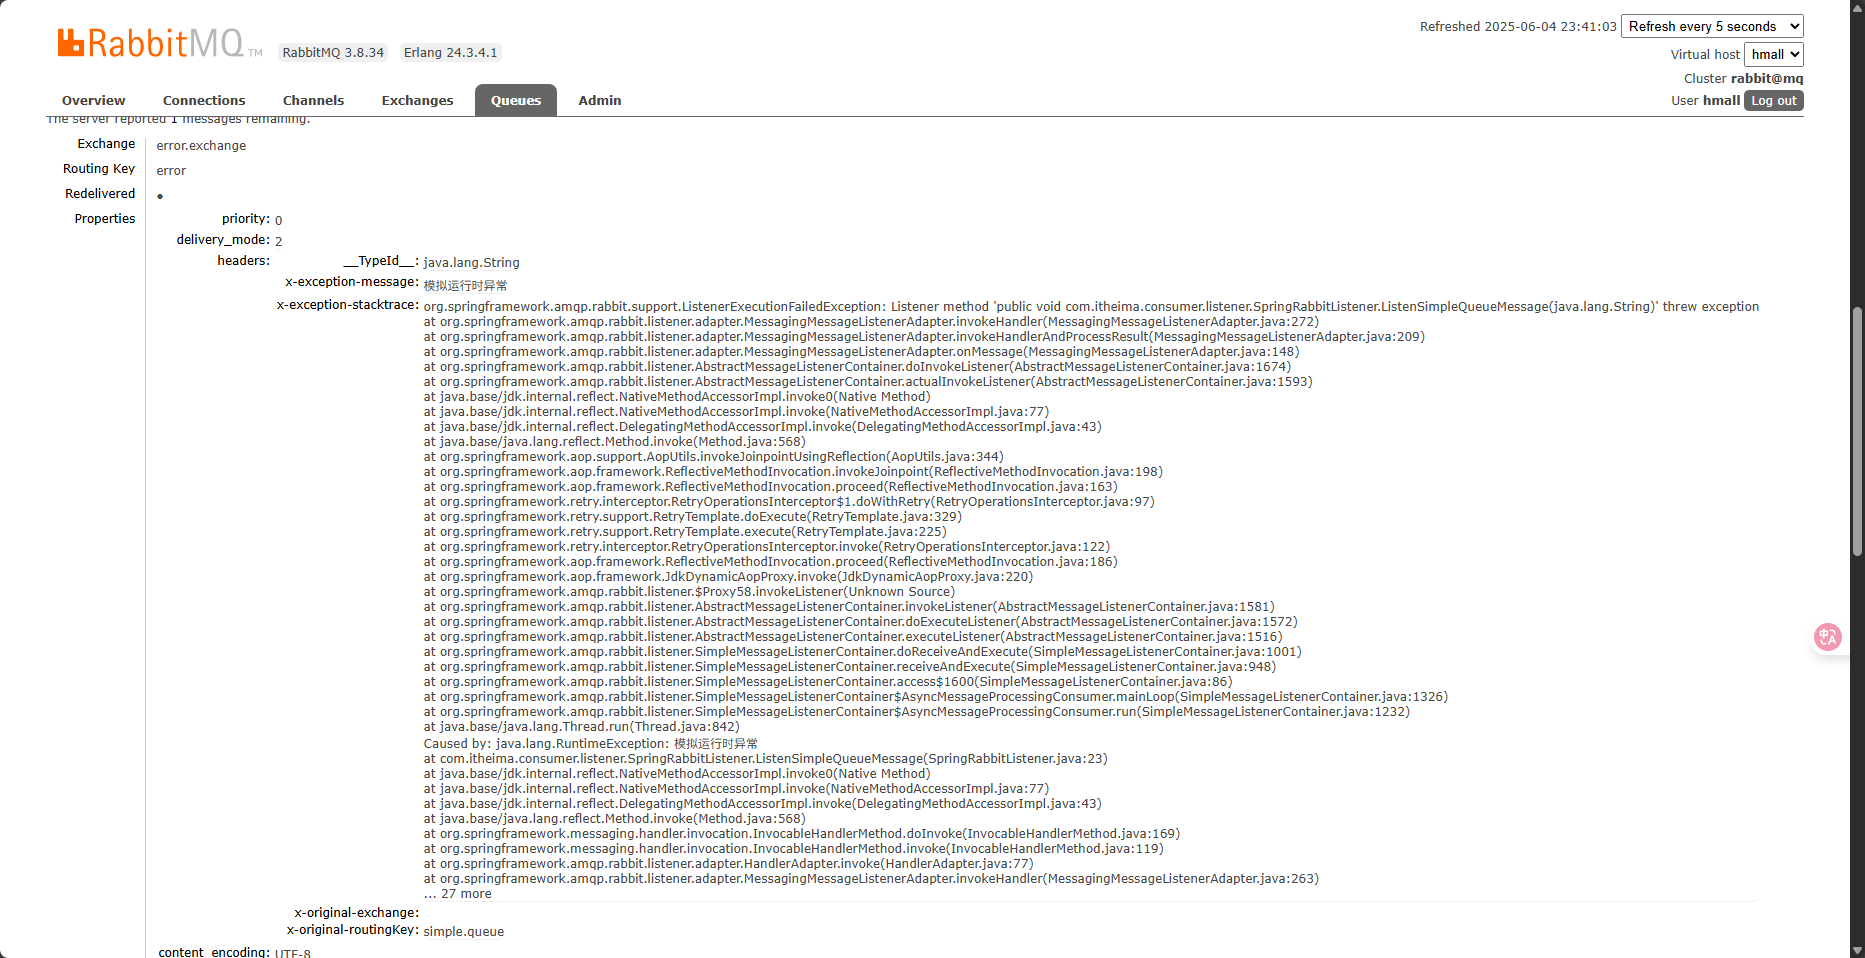 RabbitMQ TM RabbitMQ 3.8.34 Erlang 24.3.4.1
Refreshed 2025-06-04 23:41:03 Refresh every 5 seconds
Virtual host hmall
Cluster rabbit@mq
User hmall Log out
Overview Connections Channels Exchanges Queues Admin
The server reported 1 messages remaining.
Exchange error.exchange
Routing Key error
Redelivered ●
Properties priority: 0
delivery_mode: 2
headers: __TypeId__: java.lang.String
x-exception-message: 模拟运行时异常
x-exception-stacktrace: org.springframework.amqp.rabbit.support.ListenerExecutionFailedException: Listener method 'public void com.itheima.consumer.listener.SpringRabbitListener.ListenSimpleQueueMessage(java.lang.String)' threw exception
at org.springframework.amqp.rabbit.listener.adapter.MessagingMessageListenerAdapter.invokeHandler(MessagingMessageListenerAdapter.java:272)
at org.springframework.amqp.rabbit.listener.adapter.MessagingMessageListenerAdapter.invokeHandlerAndProcessResult(MessagingMessageListenerAdapter.java:209)
at org.springframework.amqp.rabbit.listener.adapter.MessagingMessageListenerAdapter.onMessage(MessagingMessageListenerAdapter.java:148)
at org.springframework.amqp.rabbit.listener.AbstractMessageListenerContainer.doInvokeListener(AbstractMessageListenerContainer.java:1674)
at org.springframework.amqp.rabbit.listener.AbstractMessageListenerContainer.actualInvokeListener(AbstractMessageListenerContainer.java:1593)
at java.base/jdk.internal.reflect.NativeMethodAccessorImpl.invoke0(Native Method)
at java.base/jdk.internal.reflect.NativeMethodAccessorImpl.invoke(NativeMethodAccessorImpl.java:77)
at java.base/jdk.internal.reflect.DelegatingMethodAccessorImpl.invoke(DelegatingMethodAccessorImpl.java:43)
at java.base/java.lang.reflect.Method.invoke(Method.java:568)
at org.springframework.aop.support.AopUtils.invokeJoinpointUsingReflection(AopUtils.java:344)
at org.springframework.aop.framework.ReflectiveMethodInvocation.invokeJoinpoint(ReflectiveMethodInvocation.java:198)
at org.springframework.aop.framework.ReflectiveMethodInvocation.proceed(ReflectiveMethodInvocation.java:163)
at org.springframework.retry.interceptor.RetryOperationsInterceptor$1.doWithRetry(RetryOperationsInterceptor.java:97)
at org.springframework.retry.support.RetryTemplate.doExecute(RetryTemplate.java:329)
at org.springframework.retry.support.RetryTemplate.execute(RetryTemplate.java:225)
at org.springframework.retry.interceptor.RetryOperationsInterceptor.invoke(RetryOperationsInterceptor.java:122)
at org.springframework.aop.framework.ReflectiveMethodInvocation.proceed(ReflectiveMethodInvocation.java:186)
at org.springframework.aop.framework.JdkDynamicAopProxy.invoke(JdkDynamicAopProxy.java:220)
at org.springframework.amqp.rabbit.listener.$Proxy58.invokeListener(Unknown Source)
at org.springframework.amqp.rabbit.listener.AbstractMessageListenerContainer.invokeListener(AbstractMessageListenerContainer.java:1581)
at org.springframework.amqp.rabbit.listener.AbstractMessageListenerContainer.doExecuteListener(AbstractMessageListenerContainer.java:1572)
at org.springframework.amqp.rabbit.listener.AbstractMessageListenerContainer.executeListener(AbstractMessageListenerContainer.java:1516)
at org.springframework.amqp.rabbit.listener.SimpleMessageListenerContainer.doReceiveAndExecute(SimpleMessageListenerContainer.java:1001)
at org.springframework.amqp.rabbit.listener.SimpleMessageListenerContainer.receiveAndExecute(SimpleMessageListenerContainer.java:948)
at org.springframework.amqp.rabbit.listener.SimpleMessageListenerContainer.access$1600(SimpleMessageListenerContainer.java:86)
at org.springframework.amqp.rabbit.listener.SimpleMessageListenerContainer$AsyncMessageProcessingConsumer.mainLoop(SimpleMessageListenerContainer.java:1326)
at org.springframework.amqp.rabbit.listener.SimpleMessageListenerContainer$AsyncMessageProcessingConsumer.run(SimpleMessageListenerContainer.java:1232)
at java.base/java.lang.Thread.run(Thread.java:842)
Caused by: java.lang.RuntimeException: 模拟运行时异常
at com.itheima.consumer.listener.SpringRabbitListener.ListenSimpleQueueMessage(SpringRabbitListener.java:23)
at java.base/jdk.internal.reflect.NativeMethodAccessorImpl.invoke0(Native Method)
at java.base/jdk.internal.reflect.NativeMethodAccessorImpl.invoke(NativeMethodAccessorImpl.java:77)
at java.base/jdk.internal.reflect.DelegatingMethodAccessorImpl.invoke(DelegatingMethodAccessorImpl.java:43)
at java.base/java.lang.reflect.Method.invoke(Method.java:568)
at org.springframework.messaging.handler.invocation.InvocableHandlerMethod.doInvoke(InvocableHandlerMethod.java:169)
at org.springframework.messaging.handler.invocation.InvocableHandlerMethod.invoke(InvocableHandlerMethod.java:119)
at org.springframework.amqp.rabbit.listener.adapter.HandlerAdapter.invoke(HandlerAdapter.java:77)
at org.springframework.amqp.rabbit.listener.adapter.MessagingMessageListenerAdapter.invokeHandler(MessagingMessageListenerAdapter.java:263)
... 27 more
x-original-exchange:
x-original-routingKey: simple.queue
content_encoding: UTF-8